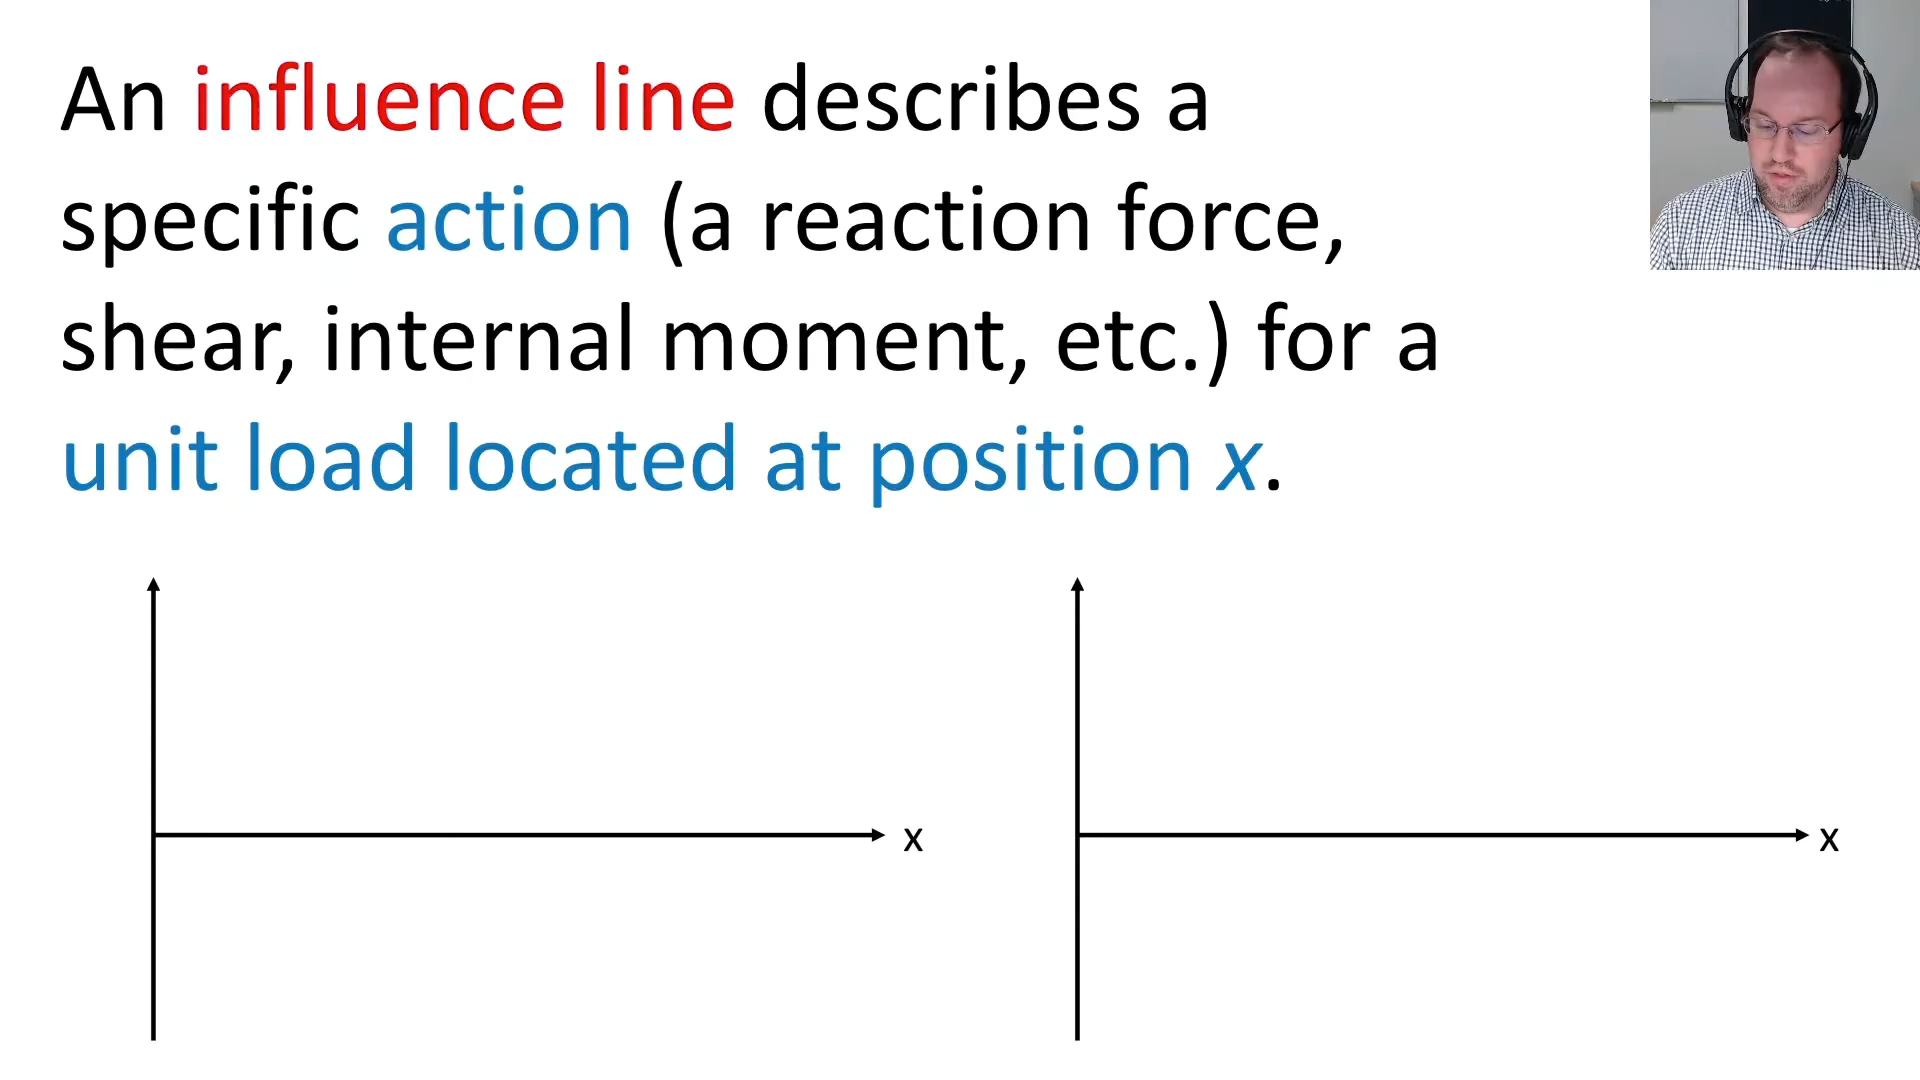 An influence line describes a
specific action (a reaction force,
shear, internal moment, etc.) for a
unit load located at position x.
x
x